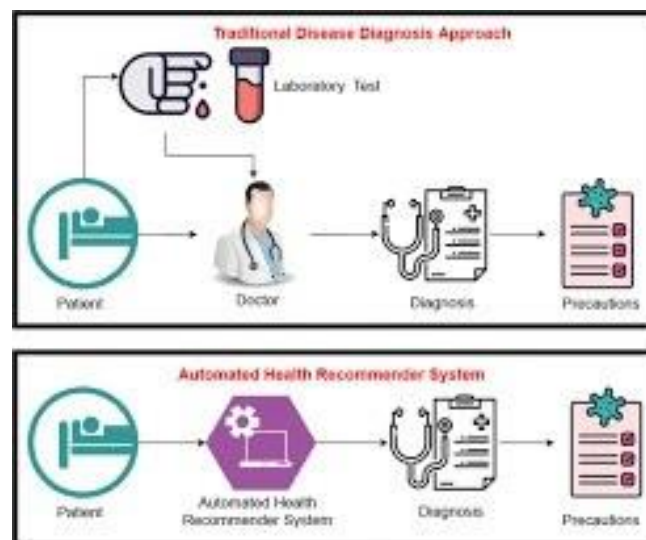 Traditional Disease Diagnosis Approach
Laboratory Test
Patient
Doctor
Diagnosis
Precautions
Automated Health Recommender System
Patient
Automated Health
Recommender System
Diagnosis
Precautions